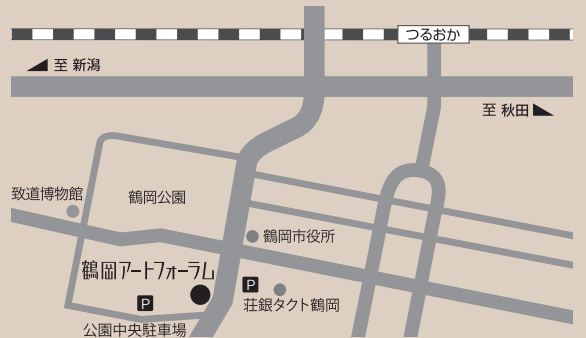 つるおか
至 新潟
至 秋田
致道博物館
鶴岡公園
鶴岡市役所
鶴岡アートフォーラム
P
P
荘銀タクト鶴岡
公園中央駐車場